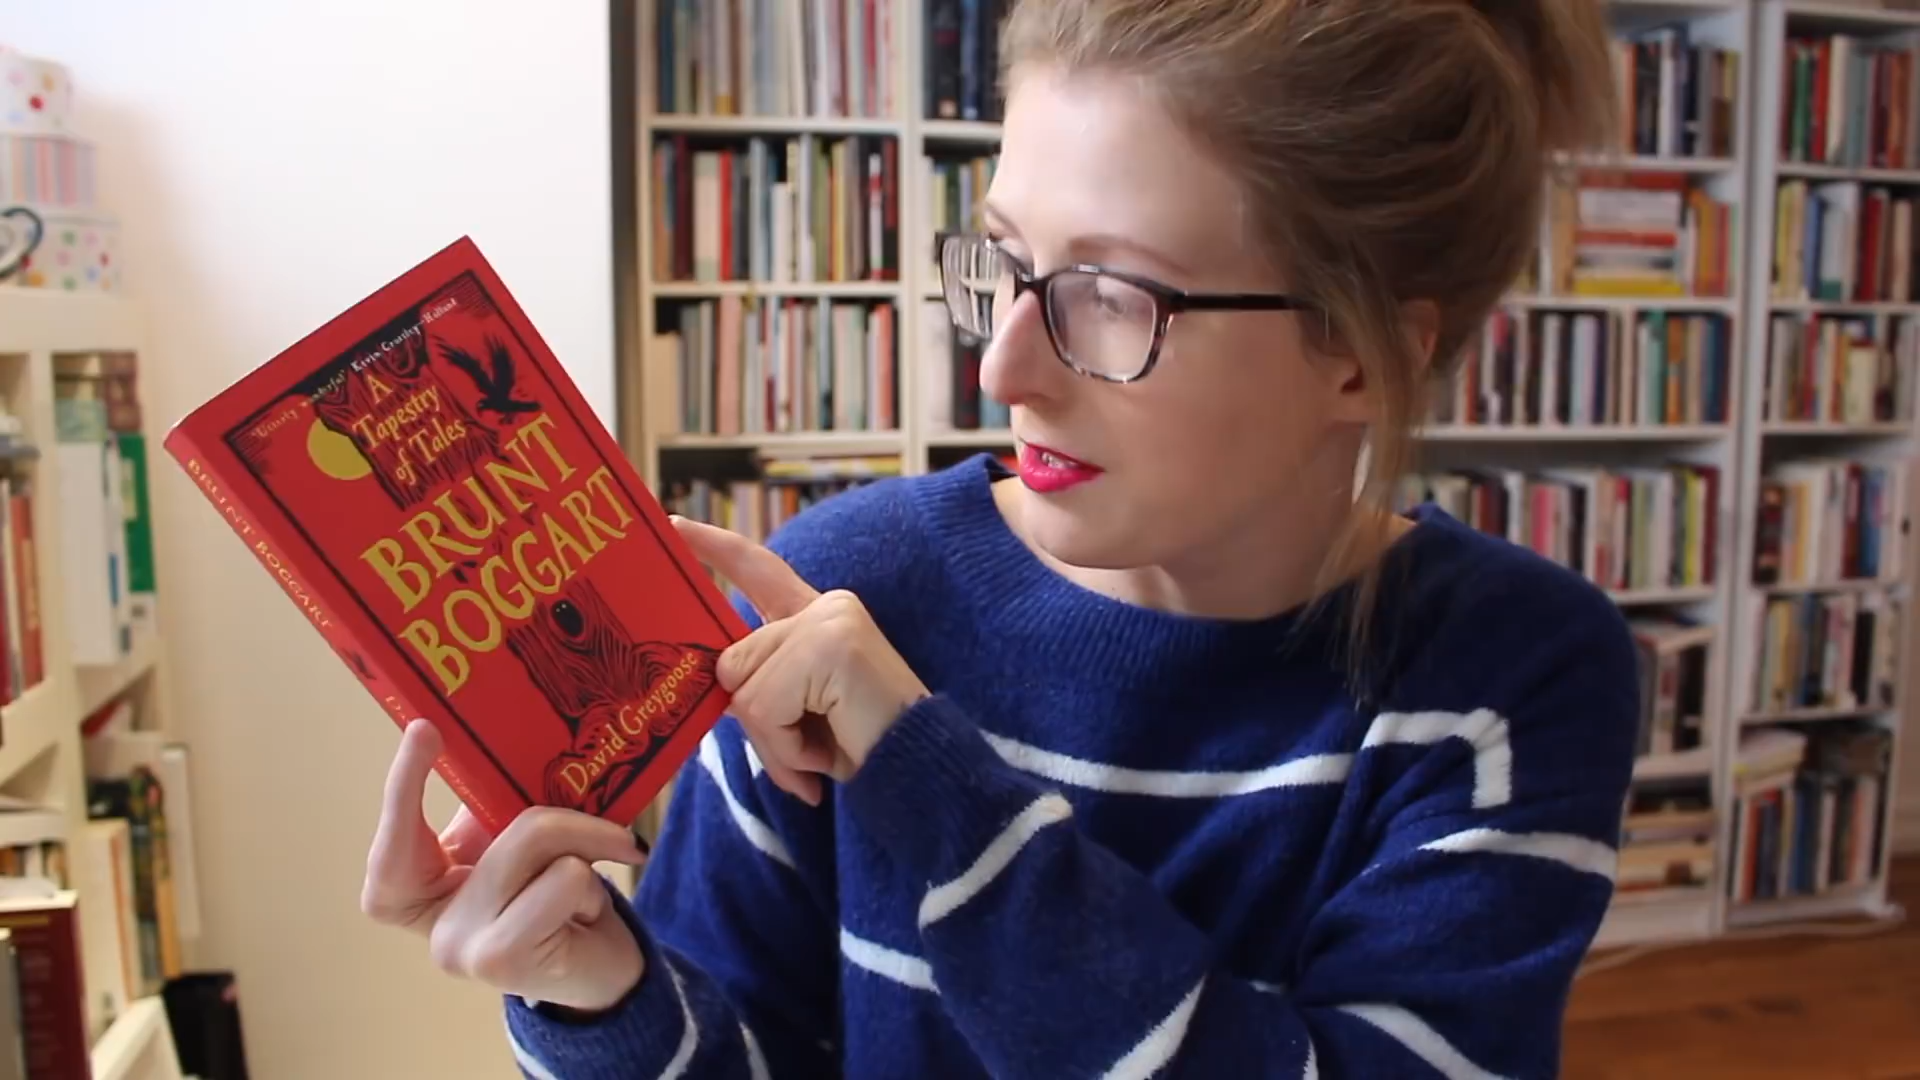 'Utterly wonderful' Kevin Crossley-Holland
A
Tapestry
of Tales
BRUNT
BOGGART
David Greygoose
BRUNT BOGGART